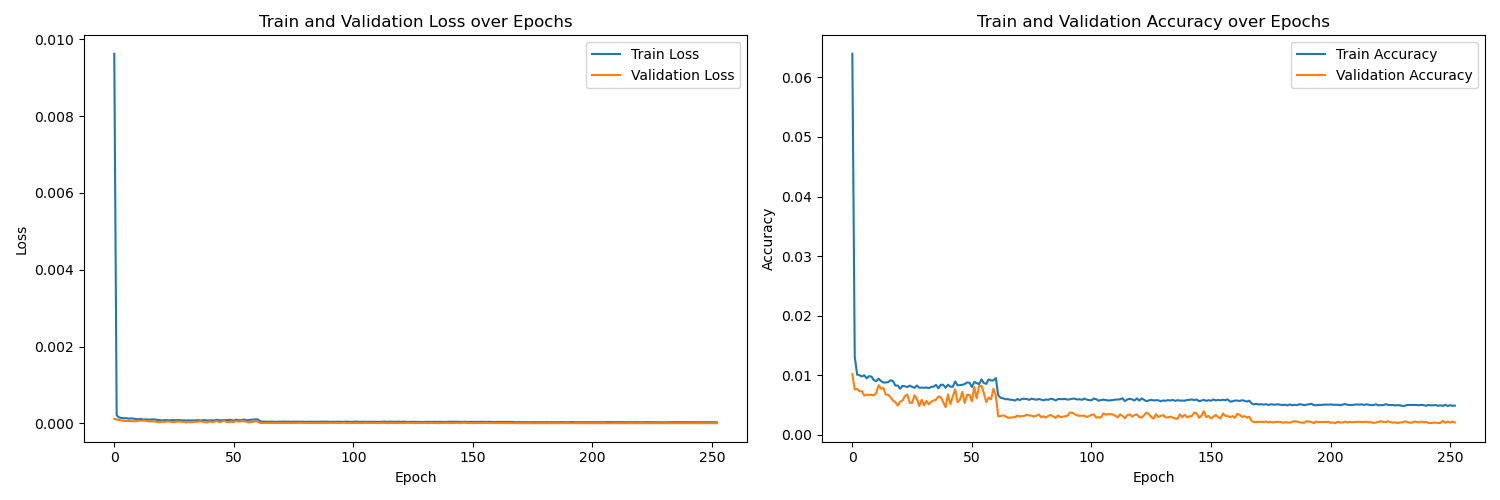 Train and Validation Loss over Epochs
Train Loss
Validation Loss
0.010
0.008
0.006
0.004
0.002
0.000
Loss
0
50
100
150
200
250
Epoch
Train and Validation Accuracy over Epochs
Train Accuracy
Validation Accuracy
0.06
0.05
0.04
0.03
0.02
0.01
0.00
Accuracy
0
50
100
150
200
250
Epoch